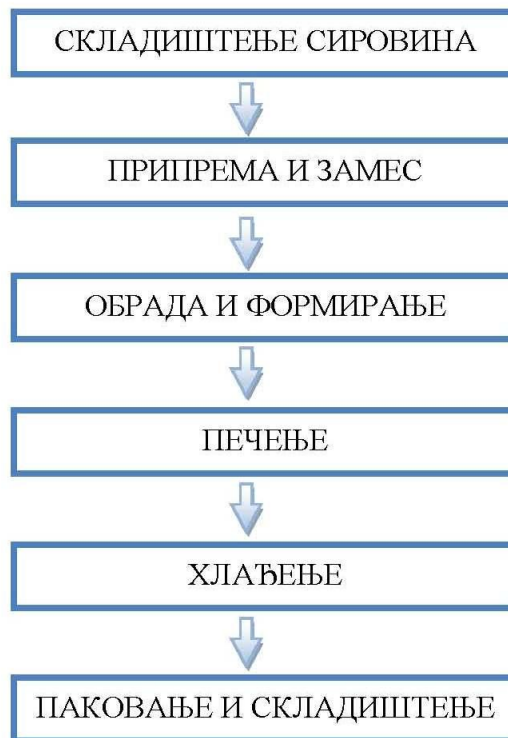 СКЛАДИШТЕЊЕ СИРОВИНА
ПРИПРЕМА И ЗАМЕС
ОБРАДА И ФОРМИРАЊЕ
ПЕЧЕЊЕ
ХЛАЂЕЊЕ
ПАКОВАЊЕ И СКЛАДИШТЕЊЕ